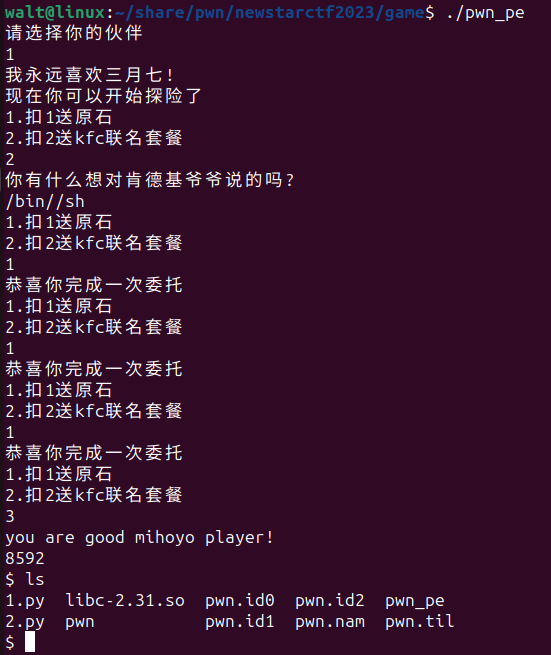 walt@linux:~/share/pwn/newstarctf2023/game$ ./pwn_pe
请选择你的伙伴
1
我永远喜欢三月七!
现在你可以开始探险了
1.扣1送原石
2.扣2送kfc联名套餐
2
你有什么想对肯德基爷爷说的吗?
/bin//sh
1.扣1送原石
2.扣2送kfc联名套餐
1
恭喜你完成一次委托
1.扣1送原石
2.扣2送kfc联名套餐
1
恭喜你完成一次委托
1.扣1送原石
2.扣2送kfc联名套餐
1
恭喜你完成一次委托
1.扣1送原石
2.扣2送kfc联名套餐
3
you are good mihoyo player!
8592
$ ls
1.py  libc-2.31.so  pwn.id0  pwn.id2  pwn_pe
2.py  pwn           pwn.id1  pwn.nam  pwn.til
$